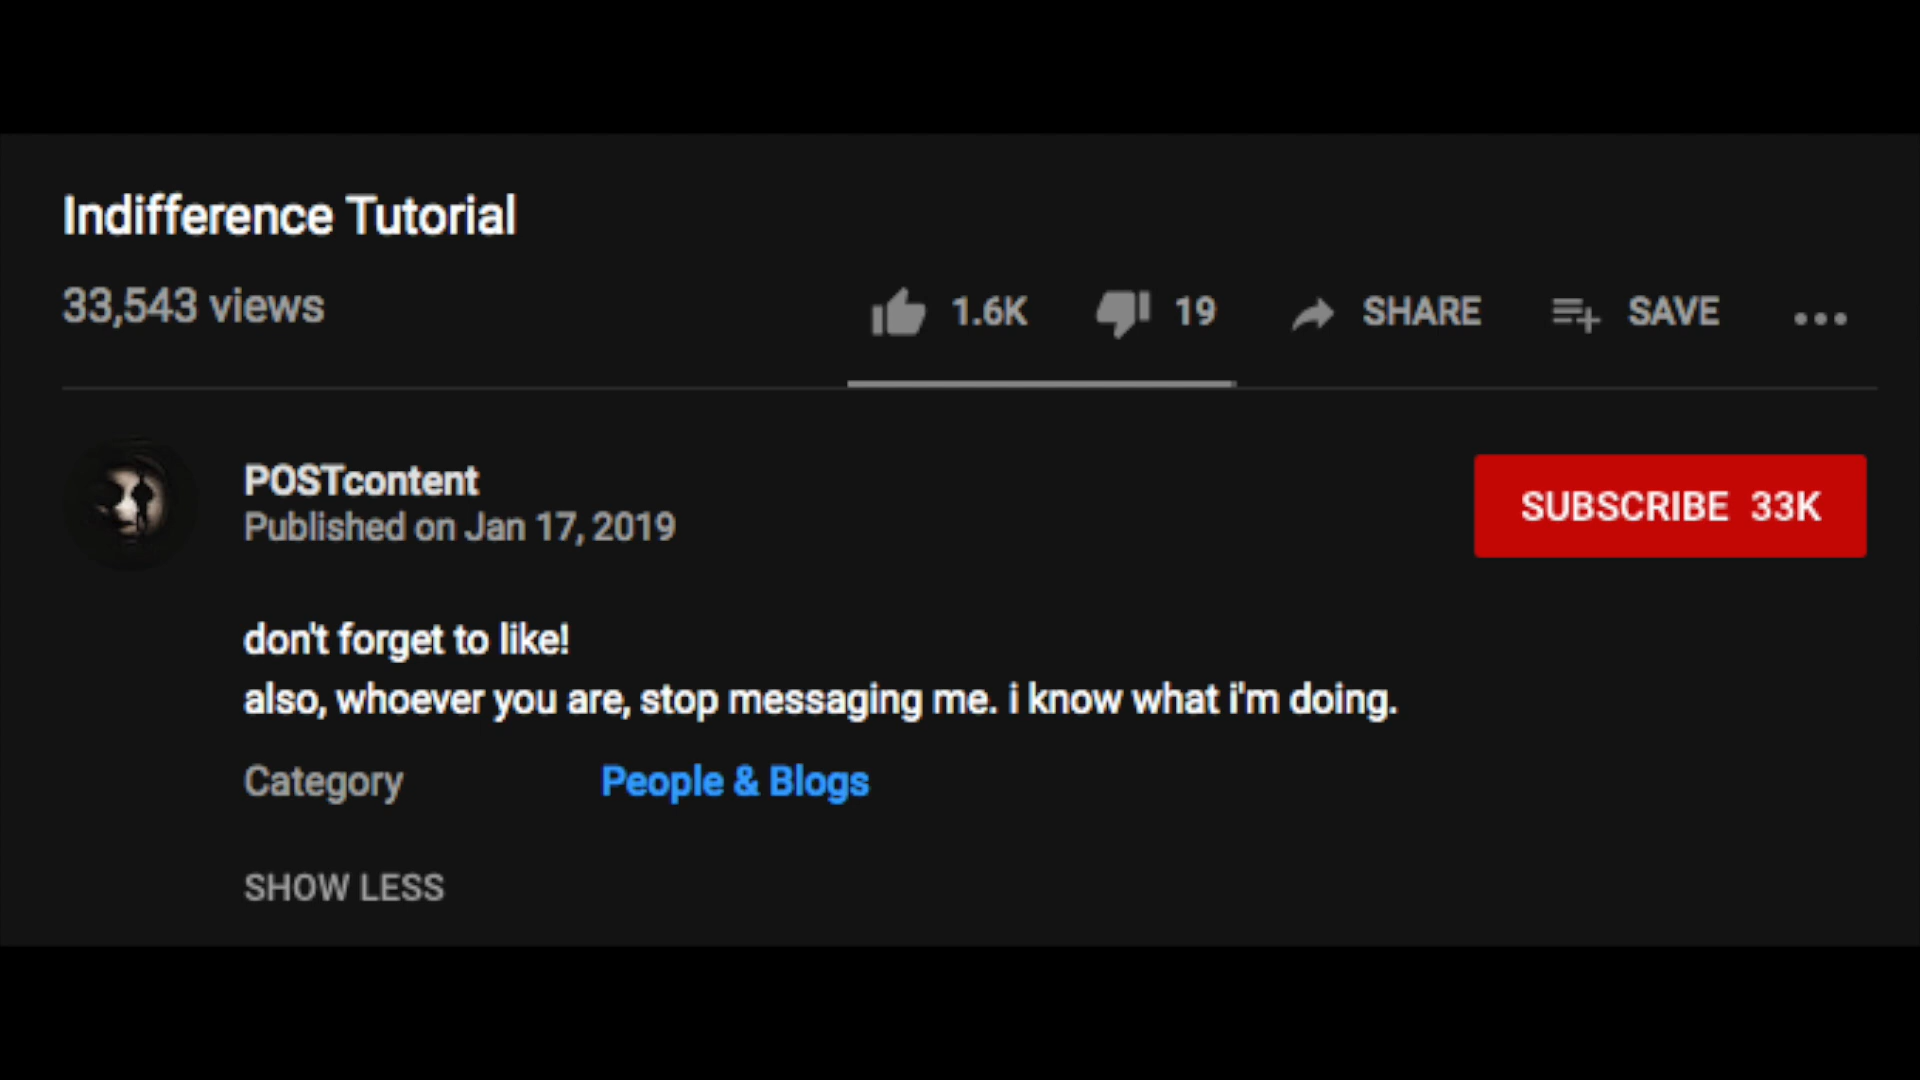 Indifference Tutorial
33,543 views
1.6K 19 SHARE SAVE
POSTcontent
Published on Jan 17, 2019
SUBSCRIBE 33K
don't forget to like!
also, whoever you are, stop messaging me. i know what i'm doing.
Category People & Blogs
SHOW LESS